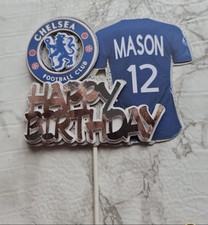 CHELSEA
FOOTBALL CLUB
MASON
12
HAPPY
BIRTHDAY